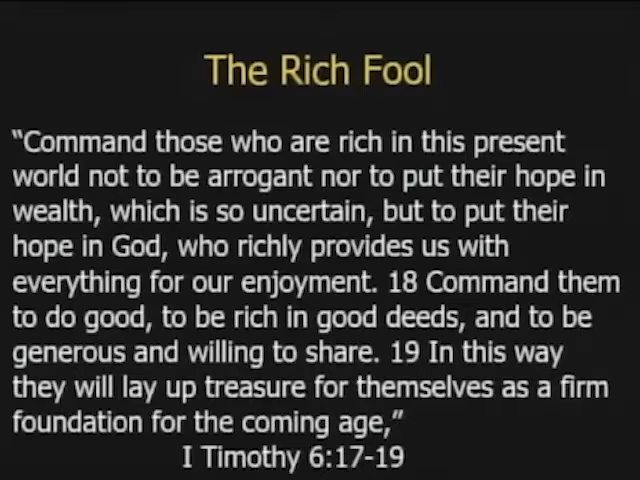 The Rich Fool
“Command those who are rich in this present
world not to be arrogant nor to put their hope in
wealth, which is so uncertain, but to put their
hope in God, who richly provides us with
everything for our enjoyment. 18 Command them
to do good, to be rich in good deeds, and to be
generous and willing to share. 19 In this way
they will lay up treasure for themselves as a firm
foundation for the coming age,”
I Timothy 6:17-19